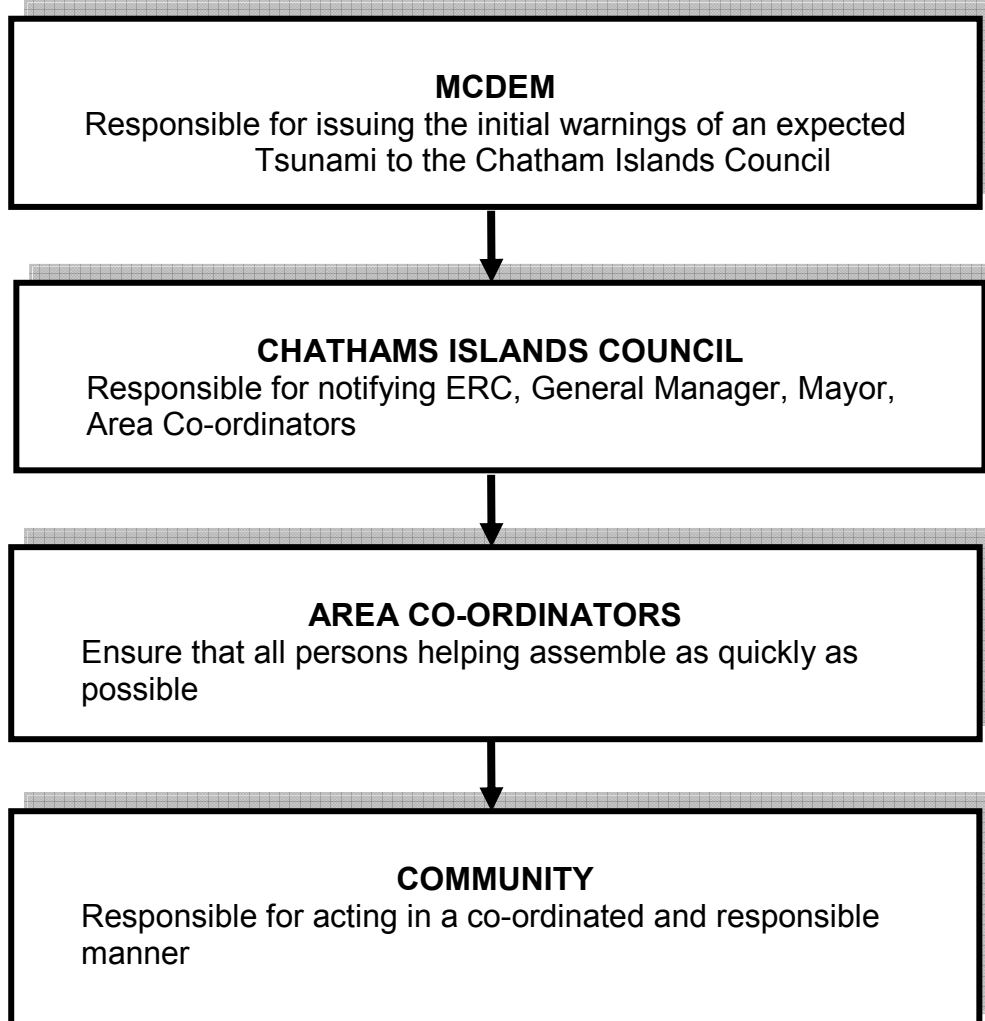 MCDEM
Responsible for issuing the initial warnings of an expected
Tsunami to the Chatham Islands Council
CHATHAMS ISLANDS COUNCIL
Responsible for notifying ERC, General Manager, Mayor,
Area Co-ordinators
AREA CO-ORDINATORS
Ensure that all persons helping assemble as quickly as
possible
COMMUNITY
Responsible for acting in a co-ordinated and responsible
manner